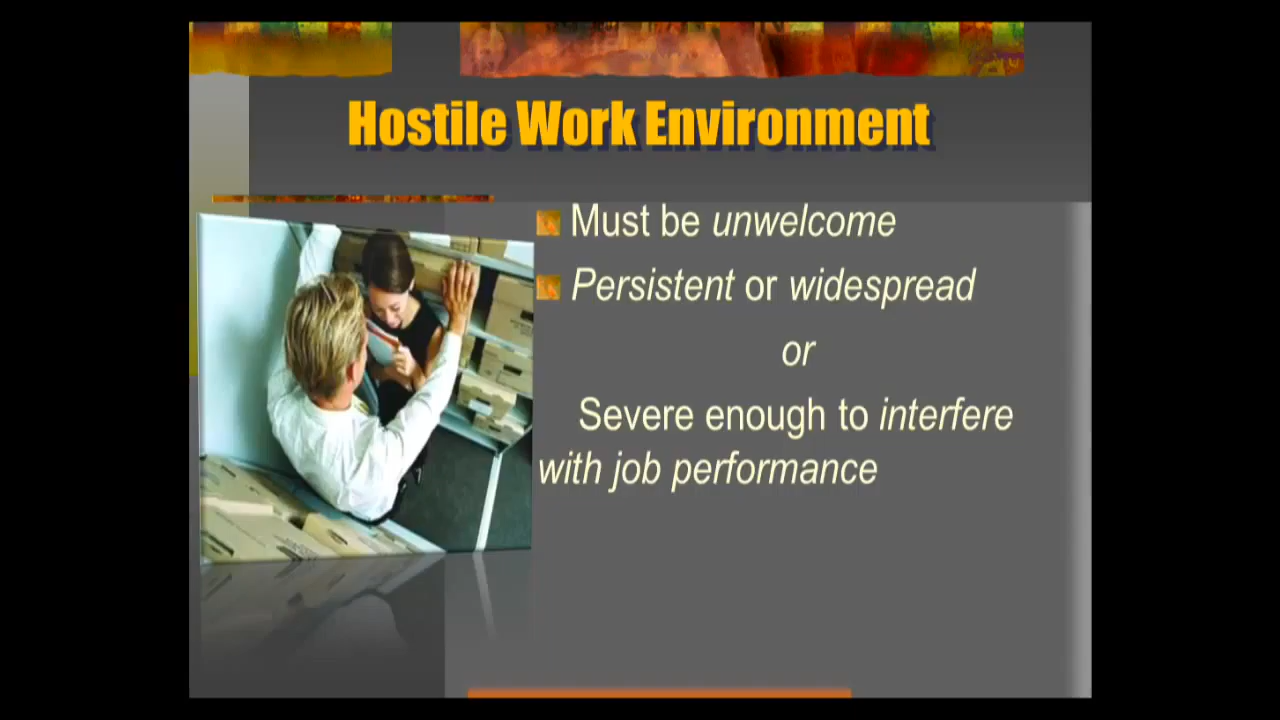 Hostile Work Environment
Must be unwelcome
Persistent or widespread
or
Severe enough to interfere
with job performance